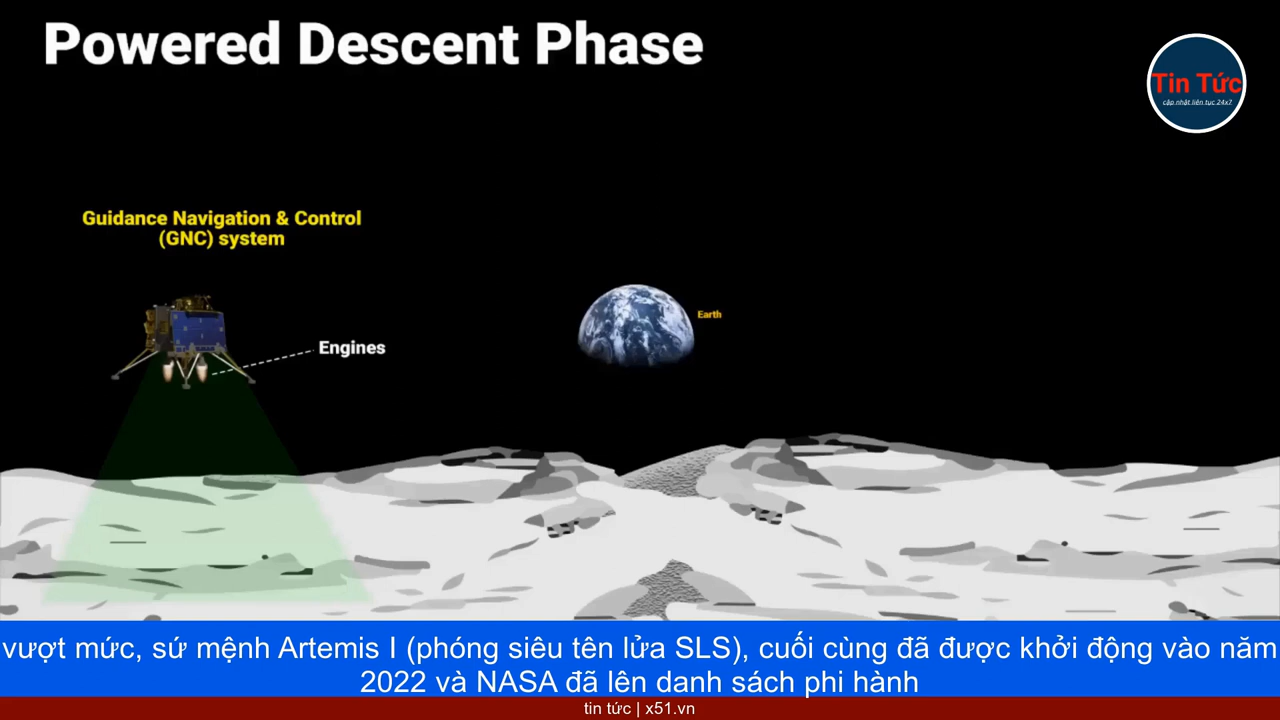 Powered Descent Phase
Tin Tức
cập nhật liên tục 24x7
Guidance Navigation & Control
(GNC) system
Engines
Earth
vượt mức, sứ mệnh Artemis I (phóng siêu tên lửa SLS), cuối cùng đã được khởi động vào năm
2022 và NASA đã lên danh sách phi hành
tin tức | x51.vn